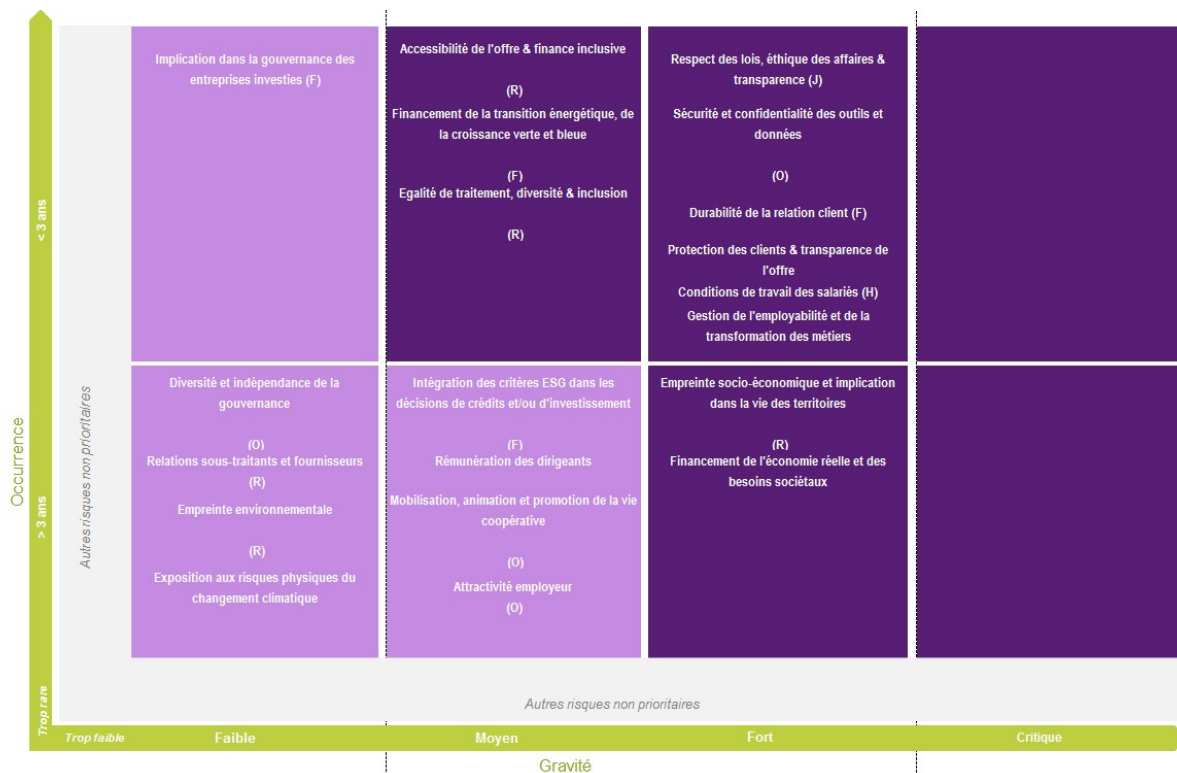 Implication dans la gouvernance des
entreprises investies (F)
Accessibilité de l'offre & finance inclusive
(R)
Financement de la transition énergétique, de
la croissance verte et bleue
(F)
Egalité de traitement, diversité & inclusion
(R)
Respect des lois, éthique des affaires &
transparence (J)
Sécurité et confidentialité des outils et
données
(O)
Durabilité de la relation client (F)
Protection des clients & transparence de
l'offre
Conditions de travail des salariés (H)
Gestion de l'employabilité et de la
transformation des métiers
Diversité et indépendance de la
gouvernance
(O)
Relations sous-traitants et fournisseurs
(R)
Empreinte environnementale
(R)
Exposition aux risques physiques du
changement climatique
Intégration des critères ESG dans les
décisions de crédits et/ou d'investissement
(F)
Rémunération des dirigeants
Mobilisation, animation et promotion de la vie
coopérative
(O)
Attractivité employeur
(O)
Empreinte socio-économique et implication
dans la vie des territoires
(R)
Financement de l'économie réelle et des
besoins sociétaux
Occurrence
< 3 ans
> 3 ans
Trop rare
Autres risques non prioritaires
Autres risques non prioritaires
Trop faible
Faible
Moyen
Fort
Critique
Gravité